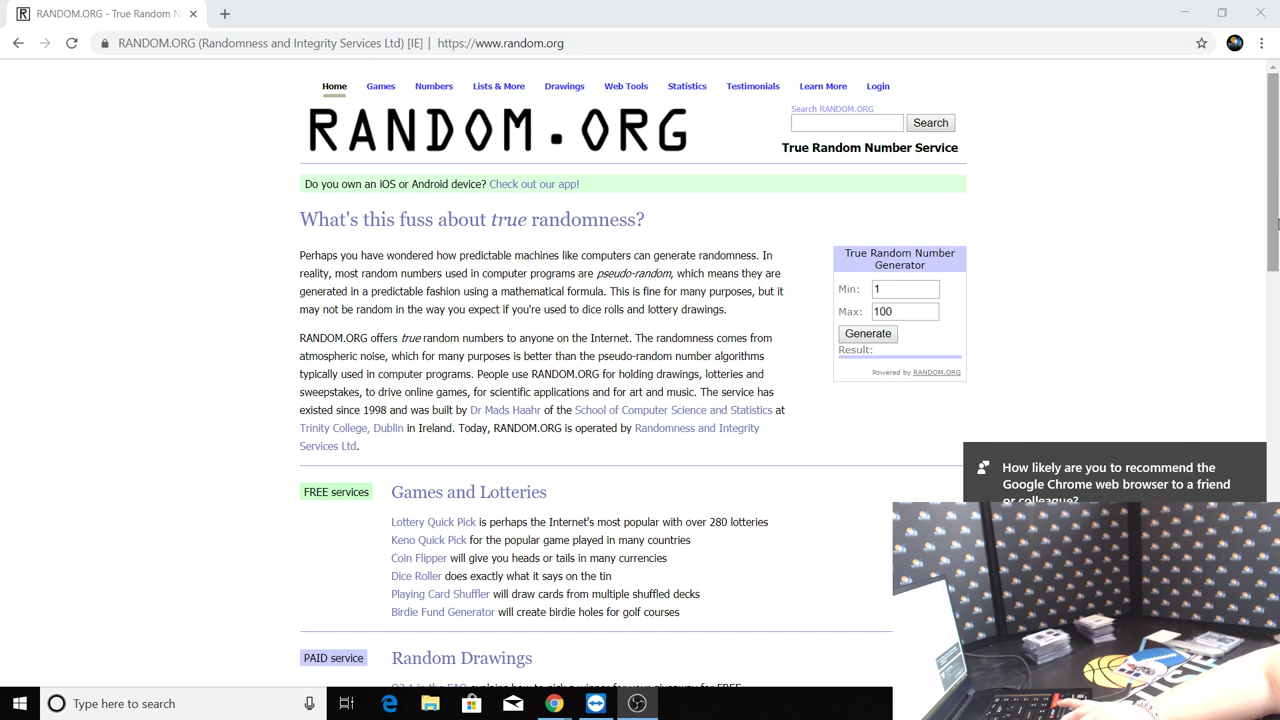 RANDOM.ORG - True Random N
RANDOM.ORG (Randomness and Integrity Services Ltd) [IE] | https://www.random.org
Home Games Numbers Lists & More Drawings Web Tools Statistics Testimonials Learn More Login
RANDOM.ORG
Search RANDOM.ORG
Search
True Random Number Service
Do you own an iOS or Android device? Check out our app!
What's this fuss about true randomness?
Perhaps you have wondered how predictable machines like computers can generate randomness. In
reality, most random numbers used in computer programs are pseudo-random, which means they are
generated in a predictable fashion using a mathematical formula. This is fine for many purposes, but it
may not be random in the way you expect if you're used to dice rolls and lottery drawings.
RANDOM.ORG offers true random numbers to anyone on the Internet. The randomness comes from
atmospheric noise, which for many purposes is better than the pseudo-random number algorithms
typically used in computer programs. People use RANDOM.ORG for holding drawings, lotteries and
sweepstakes, to drive online games, for scientific applications and for art and music. The service has
existed since 1998 and was built by Dr Mads Haahr of the School of Computer Science and Statistics at
Trinity College, Dublin in Ireland. Today, RANDOM.ORG is operated by Randomness and Integrity
Services Ltd.
True Random Number
Generator
Min: 1
Max: 100
Generate
Result:
Powered by RANDOM.ORG
How likely are you to recommend the
Google Chrome web browser to a friend
or colleague?
FREE services
Games and Lotteries
Lottery Quick Pick is perhaps the Internet's most popular with over 280 lotteries
Keno Quick Pick for the popular game played in many countries
Coin Flipper will give you heads or tails in many currencies
Dice Roller does exactly what it says on the tin
Playing Card Shuffler will draw cards from multiple shuffled decks
Birdie Fund Generator will create birdie holes for golf courses
PAID service
Random Drawings
Type here to search